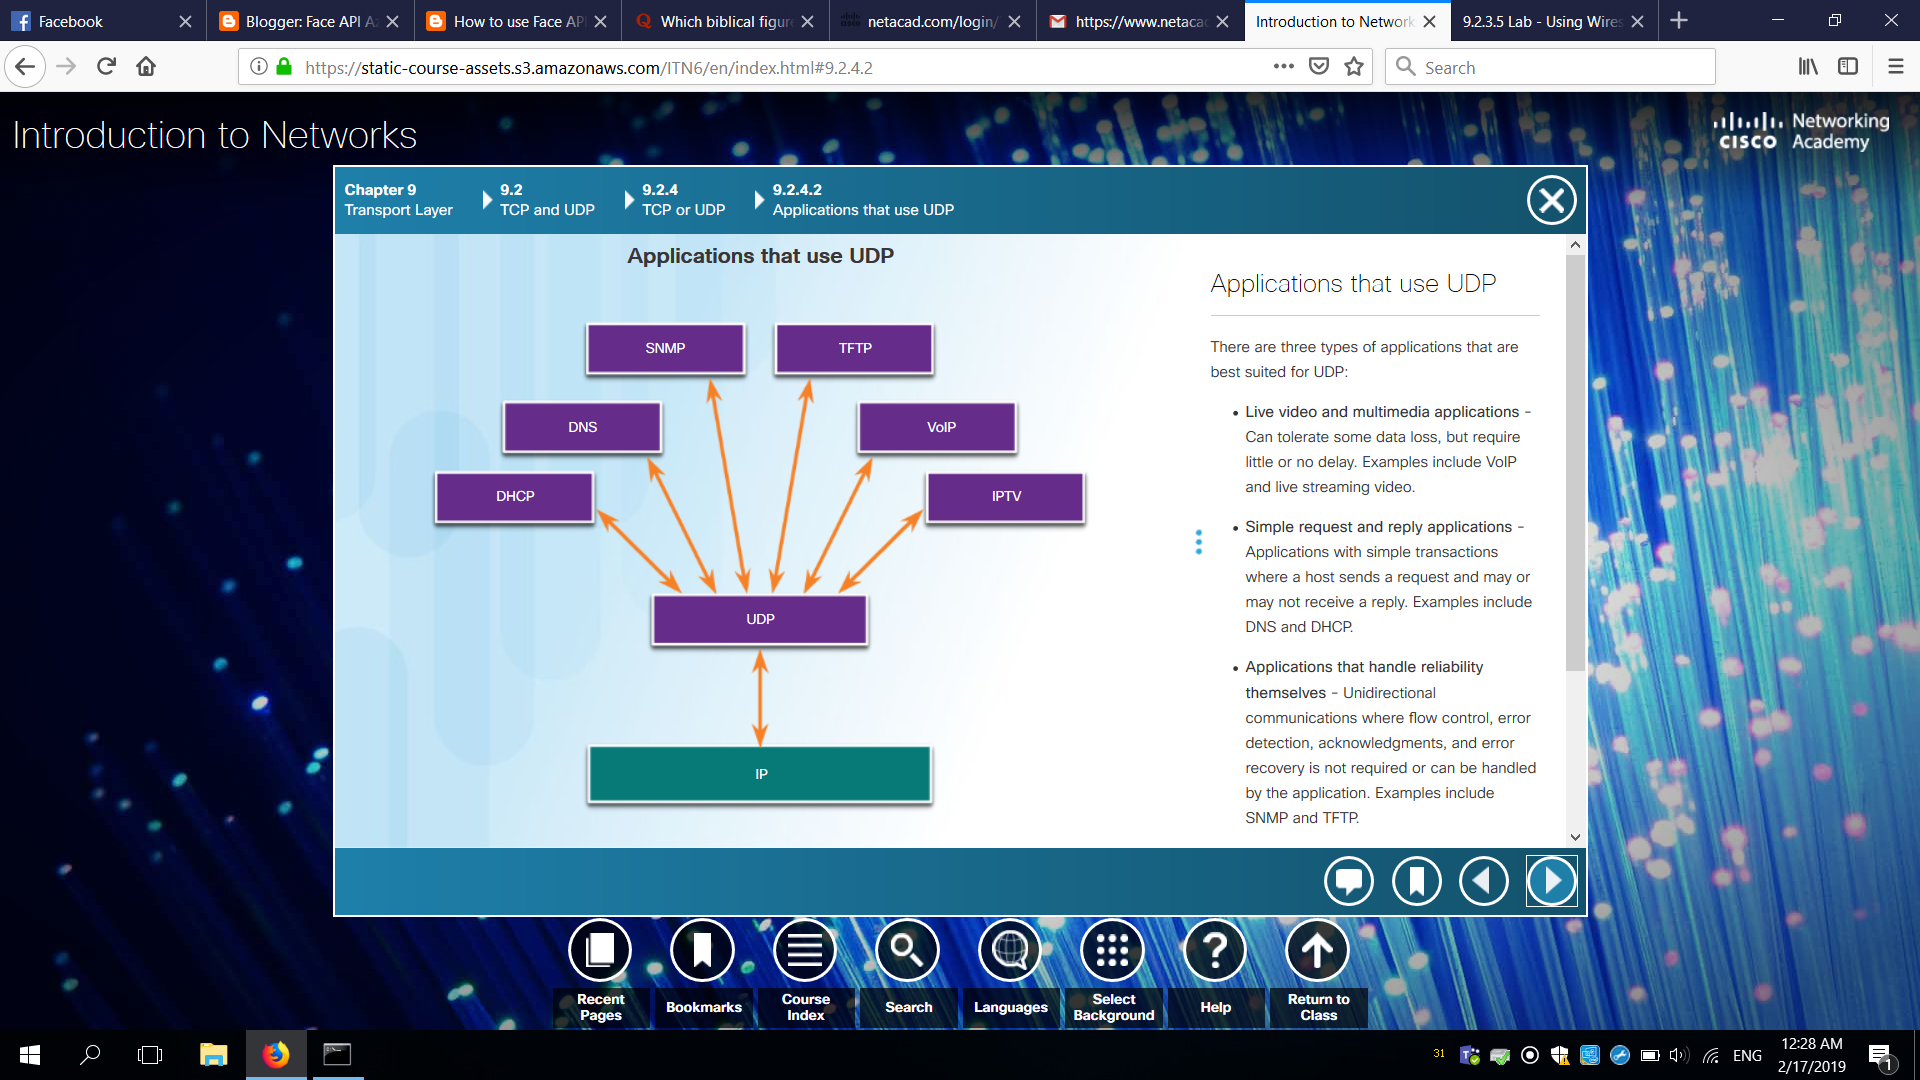 Facebook
Blogger: Face API A
How to use Face AP
Which biblical figur
netacad.com/login/
https://www.netaca
Introduction to Network
9.2.3.5 Lab - Using Wires
https://static-course-assets.s3.amazonaws.com/ITN6/en/index.html#9.2.4.2
Search
Introduction to Networks
CISCO
Networking
Academy
Chapter 9
Transport Layer
9.2
TCP and UDP
9.2.4
TCP or UDP
9.2.4.2
Applications that use UDP
Applications that use UDP
SNMP
TFTP
DNS
VoIP
DHCP
IPTV
UDP
IP
Applications that use UDP
There are three types of applications that are
best suited for UDP:
• Live video and multimedia applications -
Can tolerate some data loss, but require
little or no delay. Examples include VoIP
and live streaming video.
• Simple request and reply applications -
Applications with simple transactions
where a host sends a request and may or
may not receive a reply. Examples include
DNS and DHCP.
• Applications that handle reliability
themselves - Unidirectional
communications where flow control, error
detection, acknowledgments, and error
recovery is not required or can be handled
by the application. Examples include
SNMP and TFTP.
Recent
Pages
Bookmarks
Course
Index
Search
Languages
Select
Background
Help
Return to
Class
31
ENG
12:28 AM
2/17/2019
1